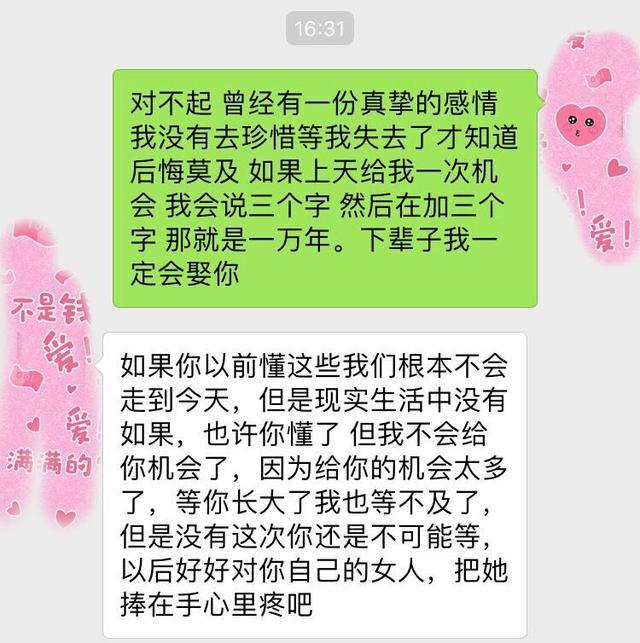 16:31
对不起 曾经有一份真挚的感情
我没有去珍惜等我失去了才知道
后悔莫及 如果上天给我一次机
会 我会说三个字 然后在加三个
字 那就是一万年。下辈子我一
定会娶你
爱
！
爱！
不是钱
爱！
爱
满满的
如果你以前懂这些我们根本不会
走到今天，但是现实生活中没有
如果，也许你懂了 但我不会给
你机会了，因为给你的机会太多
了，等你长大了我也等不及了，
但是没有这次你还是不可能等，
以后好好对你自己的女人，把她
捧在手心里疼吧